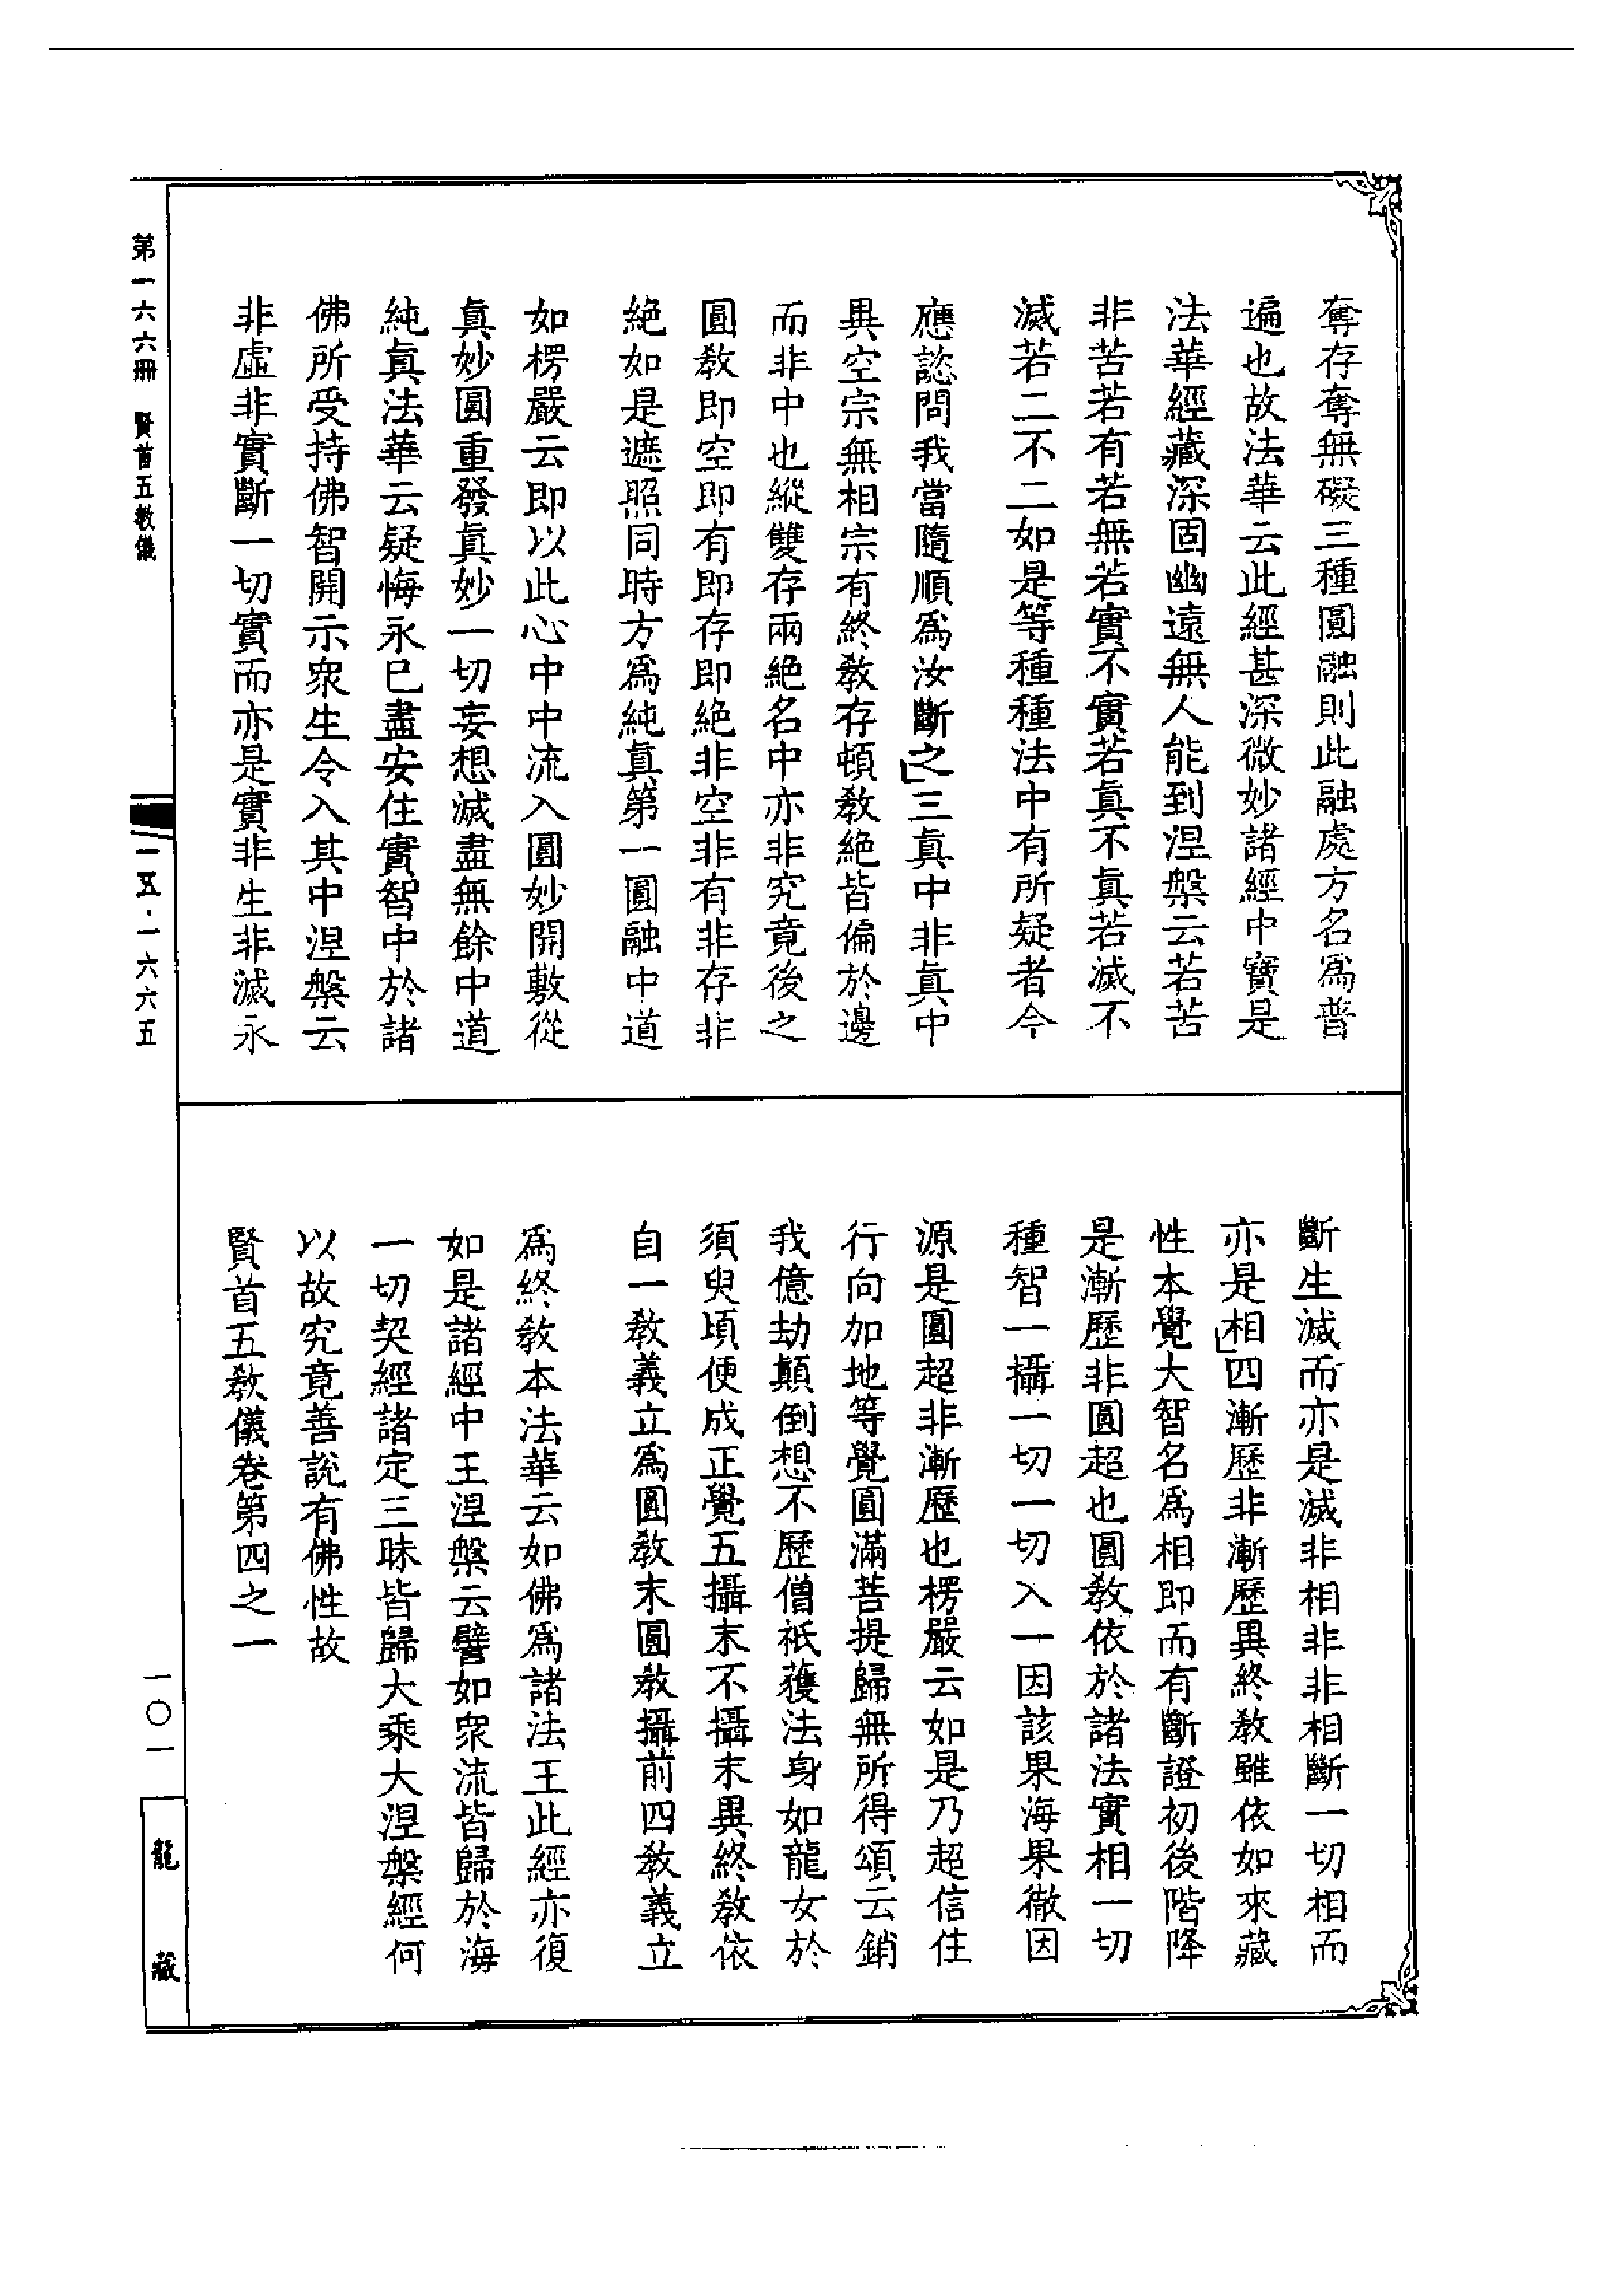 奪存奪無礙三種圓融則此融處方名爲普
遍也故法華云此經甚深微妙諸經中寶是
法華經藏深固幽遠無人能到涅槃云若苦
非苦若有若無若實不實若真不真若滅不
滅若二不二如是等種種法中有所疑者今
應諮問我當隨順爲汝斷之三真中非真中
異空宗無相宗有終教存頓教絕皆偏於邊
而非中也縱雙存兩絕名中亦非究竟後之
圓教即空即有即存即絕非空非有非存非
絕如是遮照同時方爲純真第一圓融中道
如楞嚴云即以此心中中流入圓妙開敷從
真妙圓重發真妙一切妄想滅盡無餘中道
純真法華云疑悔永已盡安住實智中於諸
佛所受持佛智開示衆生令入其中涅槃云
非虛非實斷一切實而亦是實非生非滅永
斷生滅而亦是滅非相非非相斷一切相而
亦是相四漸歷非漸歷異終教雖依如來藏
性本覺大智名爲相即而有斷證初後階降
是漸歷非圓超也圓教依於諸法實相一切
種智一攝一切一切入一因該果海果徹因
源是圓超非漸歷也楞嚴云如是乃超信住
行向加地等覺圓滿菩提歸無所得頌云銷
我億劫顛倒想不歷僧祇獲法身如龍女於
須臾頃便成正覺五攝末不攝末異終教依
自一教義立爲圓教末圓教攝前四教義立
爲終教本法華云如佛爲諸法王此經亦復
如是諸經中王涅槃云譬如衆流皆歸於海
一切契經諸定三昧皆歸大乘大涅槃經何
以故究竟善說有佛性故
賢首五教儀卷第四之一
第一六六冊 賢首五教儀
一五·一六六五
一〇一
龍藏